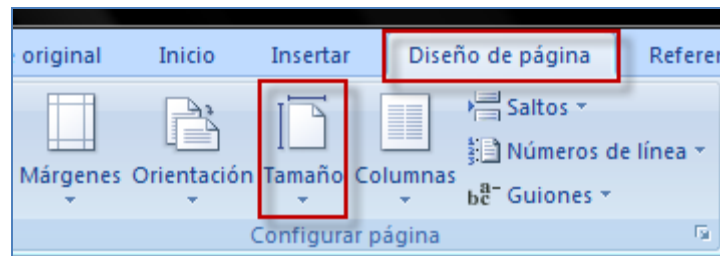 original Inicio Insertar Diseño de página Referen
Saltos
Números de línea
Márgenes Orientación Tamaño Columnas
Guiones
Configurar página